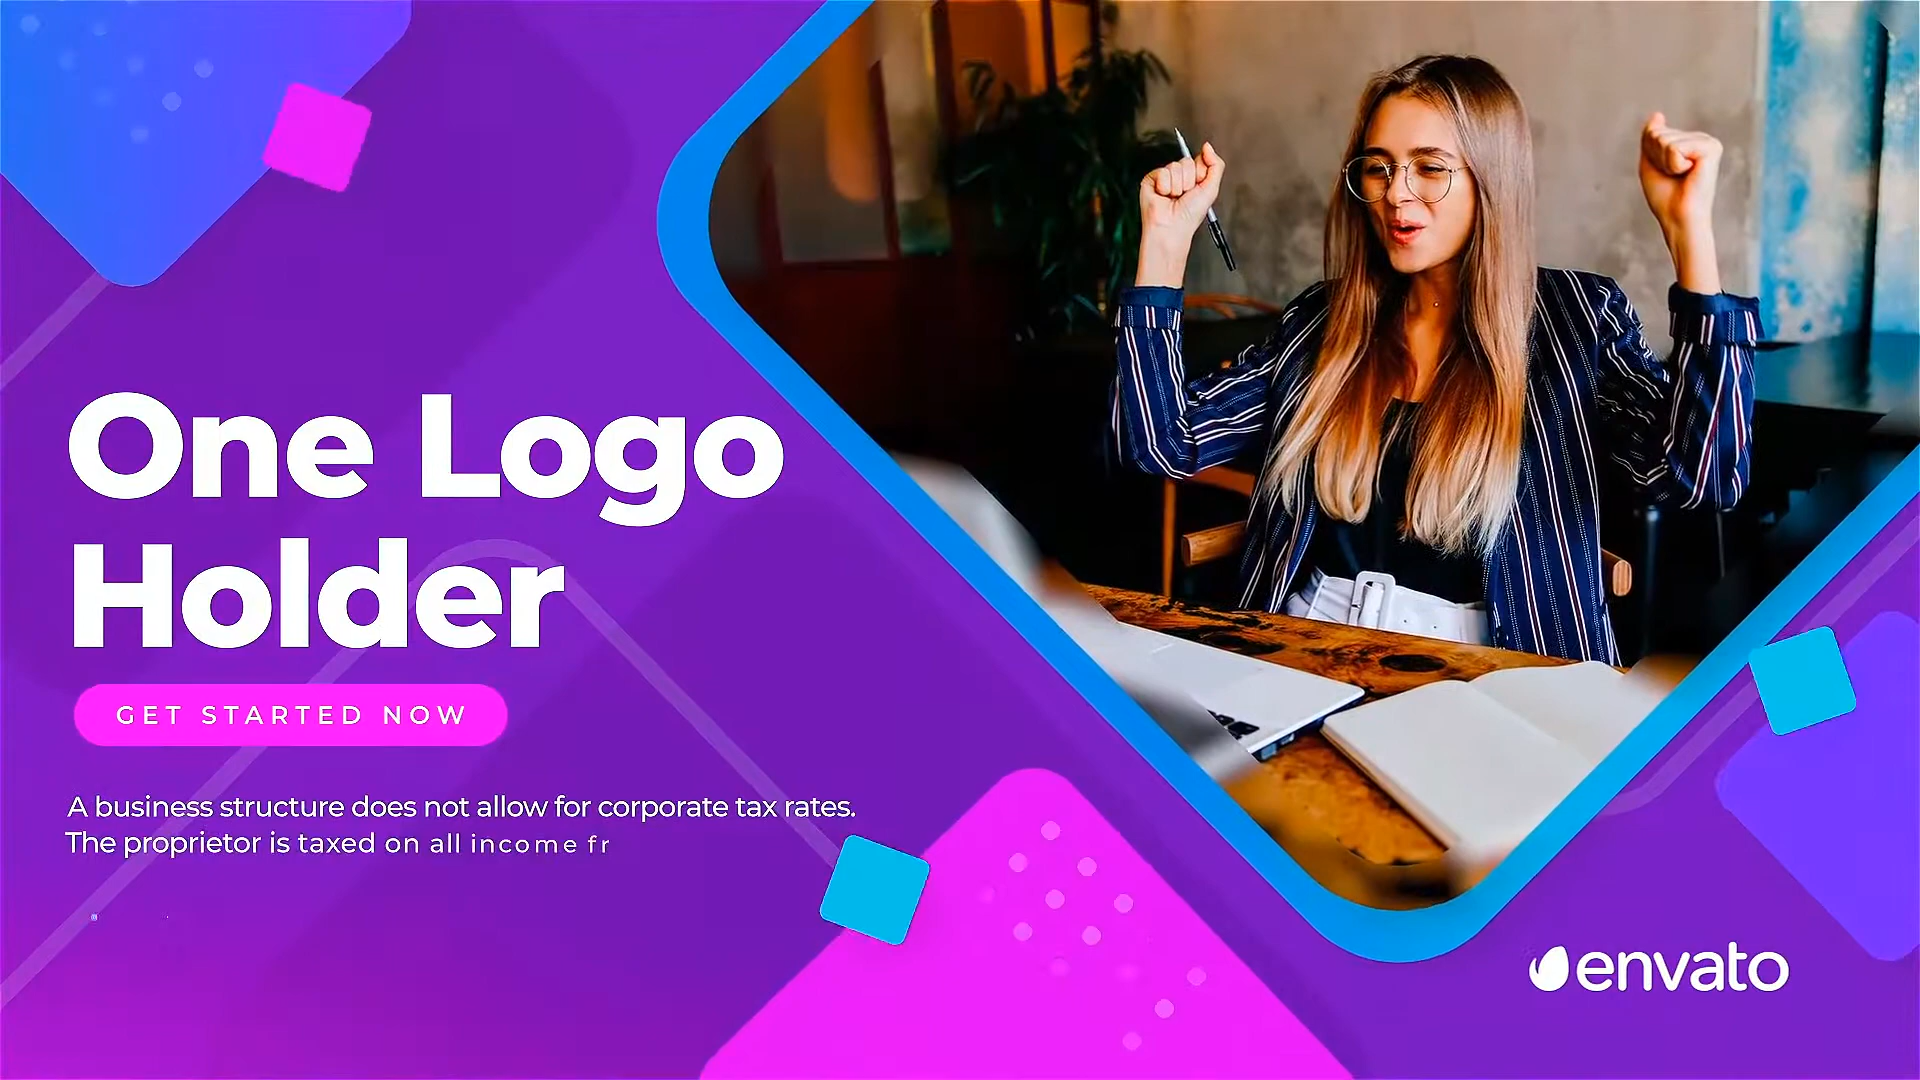 One Logo
Holder
GET STARTED NOW
A business structure does not allow for corporate tax rates.
The proprietor is taxed on all income fr
envato